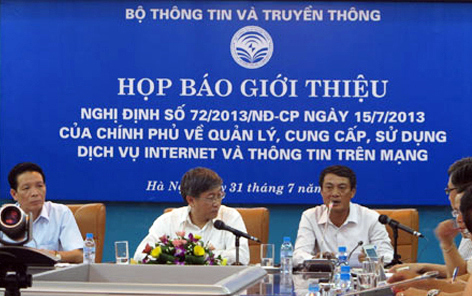 BỘ THÔNG TIN VÀ TRUYỀN THÔNG
HỌP BÁO GIỚI THIỆU
NGHỊ ĐỊNH SỐ 72/2013/NĐ-CP NGÀY 15/7/2013
CỦA CHÍNH PHỦ VỀ QUẢN LÝ, CUNG CẤP, SỬ DỤNG
DỊCH VỤ INTERNET VÀ THÔNG TIN TRÊN MẠNG
Hà 31 tháng 7